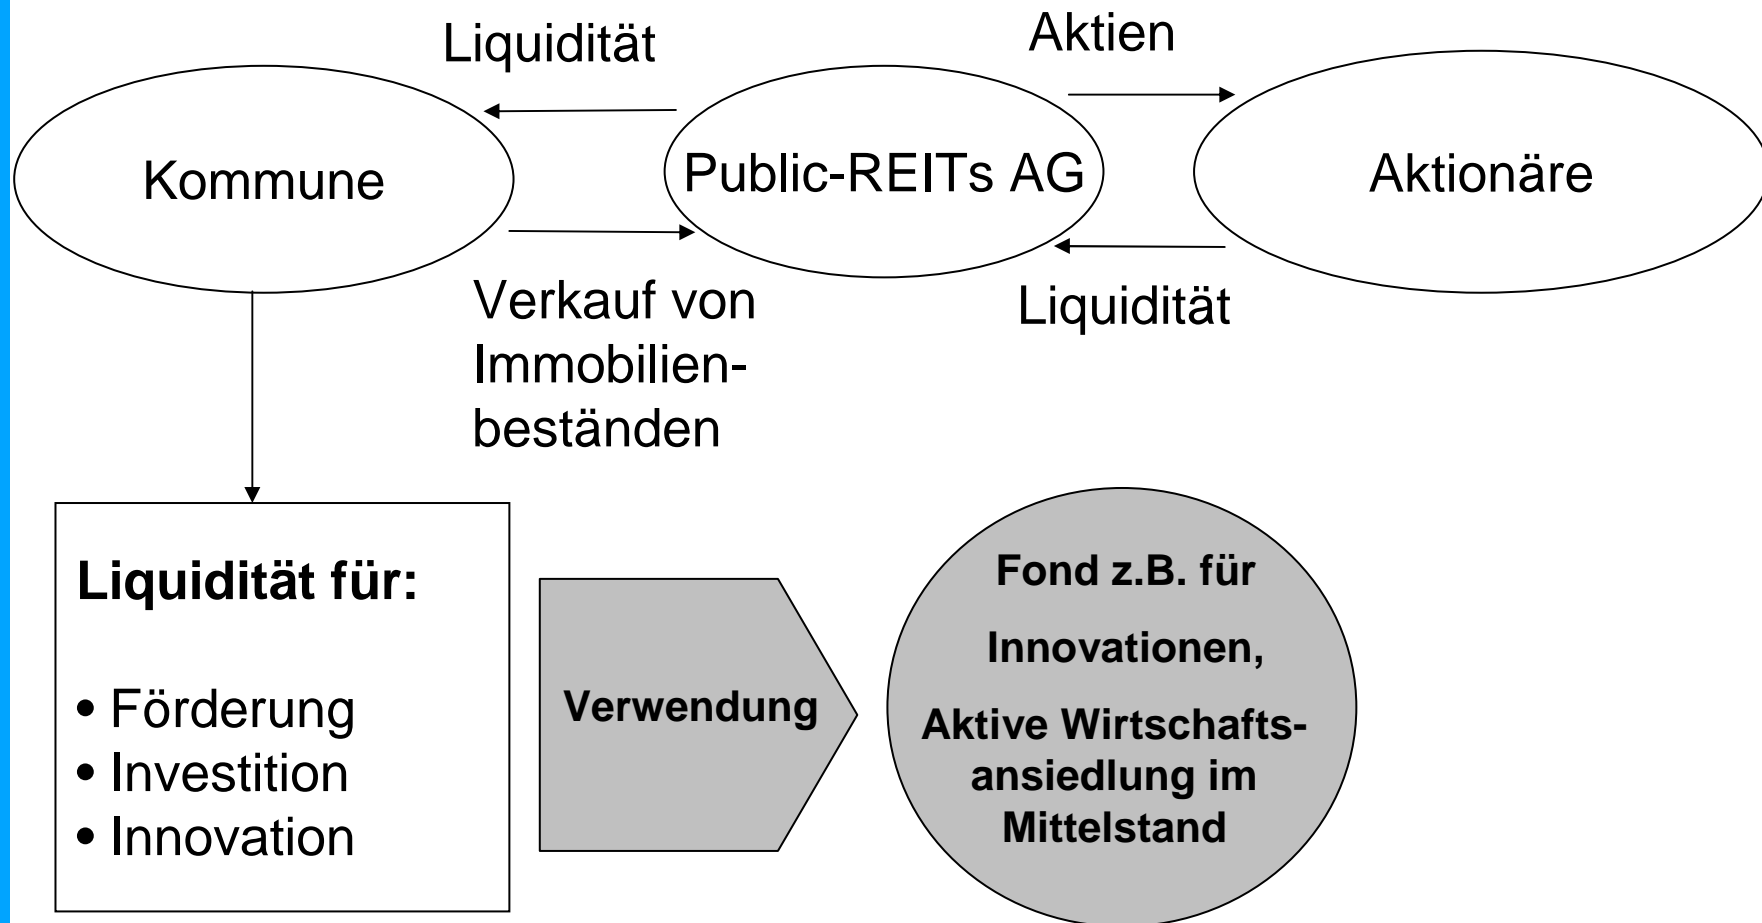 Liquidität
Aktien
Kommune
Public-REITs AG
Aktionäre
Verkauf von
Immobilien-
beständen
Liquidität
Liquidität für:
• Förderung
• Investition
• Innovation
Verwendung
Fond z.B. für
Innovationen,
Aktive Wirtschafts-
ansiedlung im
Mittelstand